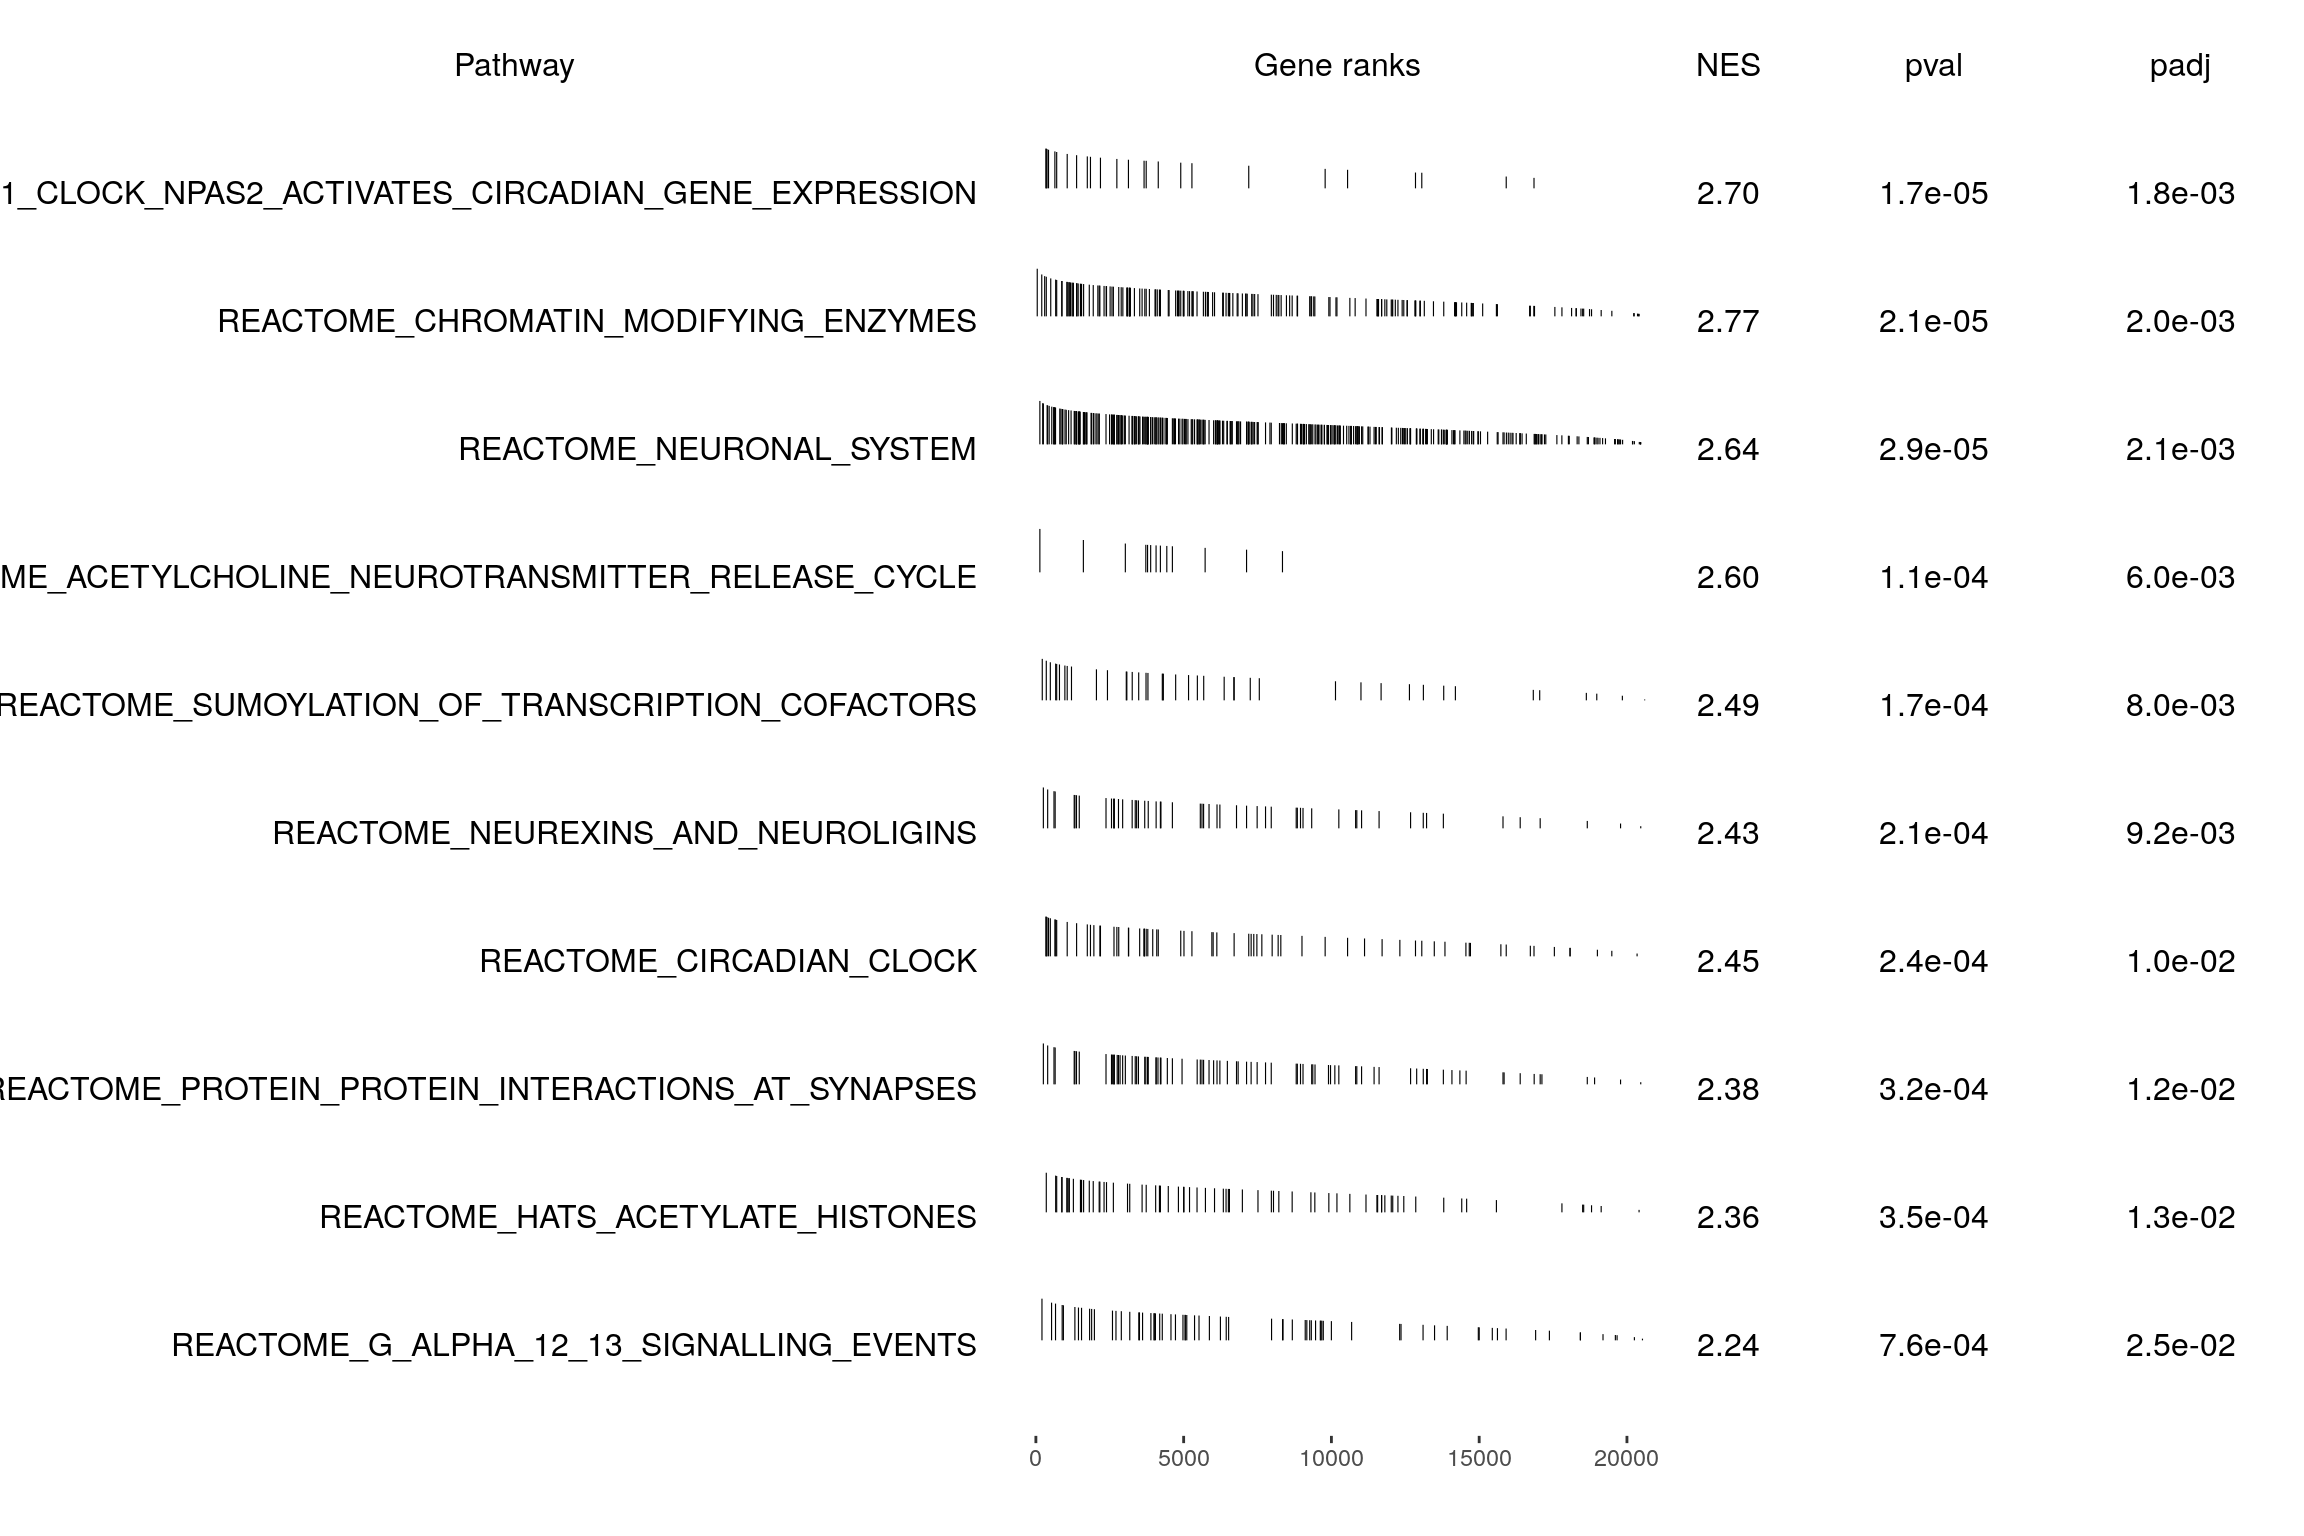 Pathway Gene ranks NES pval padj
1_CLOCK_NPAS2_ACTIVATES_CIRCADIAN_GENE_EXPRESSION 2.70 1.7e-05 1.8e-03
REACTOME_CHROMATIN_MODIFYING_ENZYMES 2.77 2.1e-05 2.0e-03
REACTOME_NEURONAL_SYSTEM 2.64 2.9e-05 2.1e-03
ME_ACETYLCHOLINE_NEUROTRANSMITTER_RELEASE_CYCLE 2.60 1.1e-04 6.0e-03
REACTOME_SUMOYLATION_OF_TRANSCRIPTION_COFACTORS 2.49 1.7e-04 8.0e-03
REACTOME_NEUREXINS_AND_NEUROLIGINS 2.43 2.1e-04 9.2e-03
REACTOME_CIRCADIAN_CLOCK 2.45 2.4e-04 1.0e-02
REACTOME_PROTEIN_PROTEIN_INTERACTIONS_AT_SYNAPSES 2.38 3.2e-04 1.2e-02
REACTOME_HATS_ACETYLATE_HISTONES 2.36 3.5e-04 1.3e-02
REACTOME_G_ALPHA_12_13_SIGNALLING_EVENTS 2.24 7.6e-04 2.5e-02
0 5000 10000 15000 20000